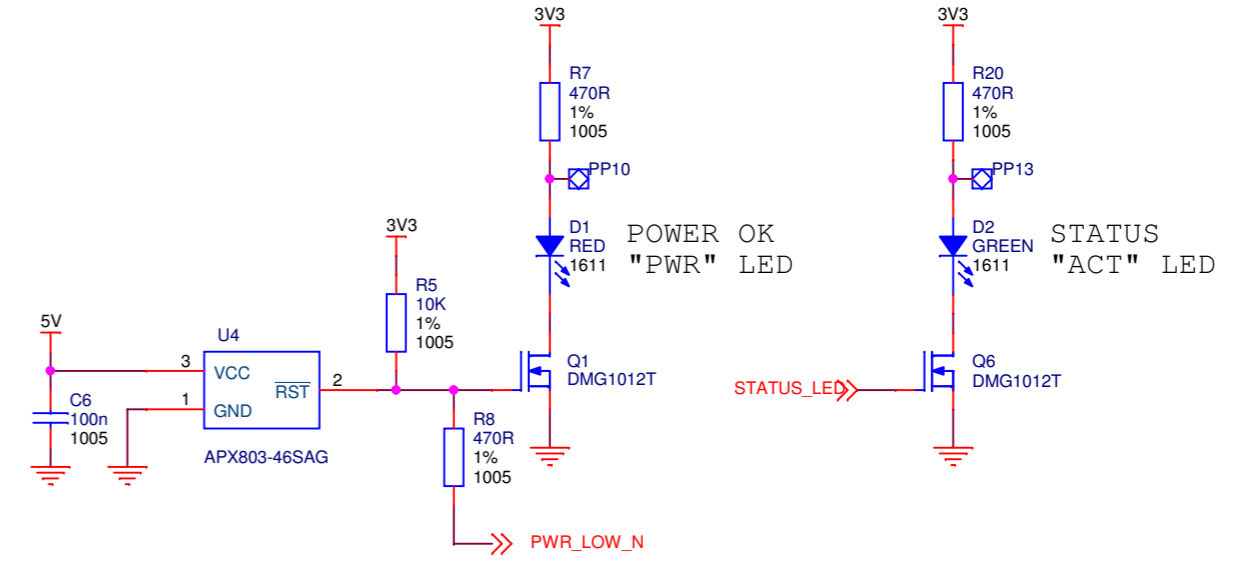 3V3
R7
470R
1%
1005
PP10
D1
RED
1611
POWER OK
"PWR" LED
3V3
R5
10K
1%
1005
5V
C6
100n
1005
U4
3
VCC
1
GND
RST
2
APX803-46SAG
R8
470R
1%
1005
PWR_LOW_N
Q1
DMG1012T
3V3
R20
470R
1%
1005
PP13
D2
GREEN
1611
STATUS
"ACT" LED
STATUS_LED
Q6
DMG1012T